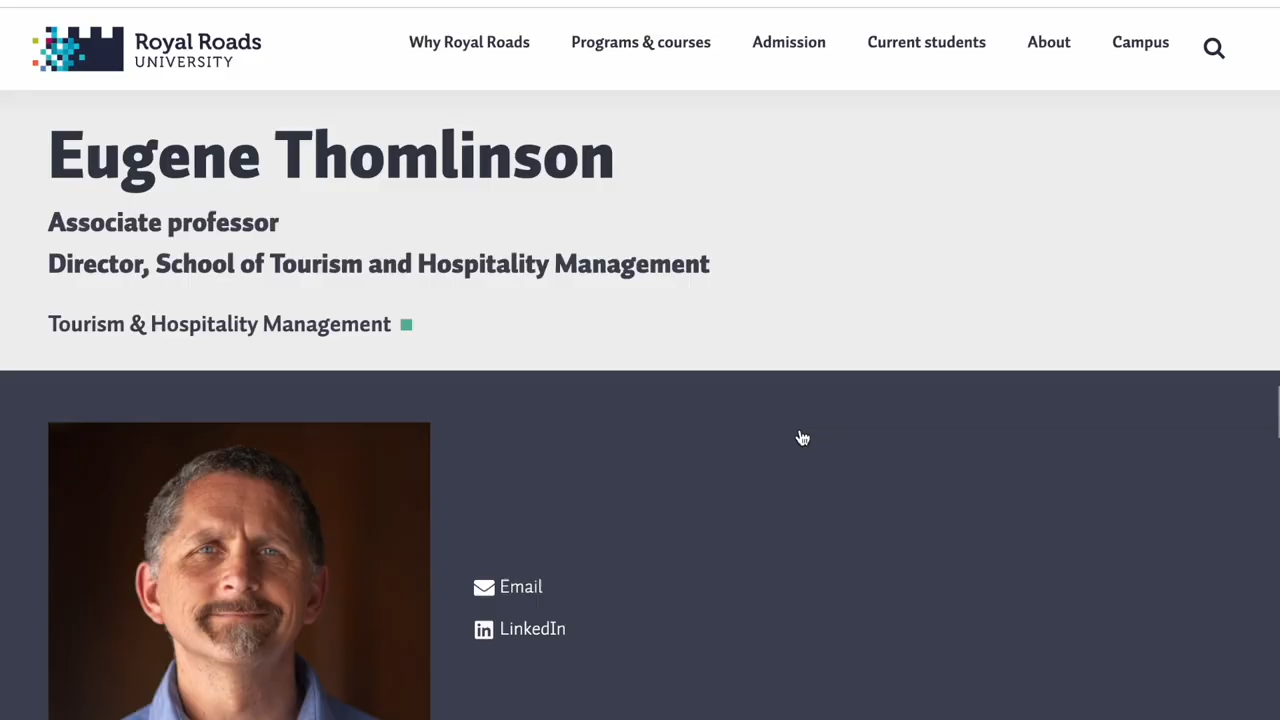 Royal Roads
UNIVERSITY
Why Royal Roads
Programs & courses
Admission
Current students
About
Campus
Eugene Thomlinson
Associate professor
Director, School of Tourism and Hospitality Management
Tourism & Hospitality Management
Email
in LinkedIn